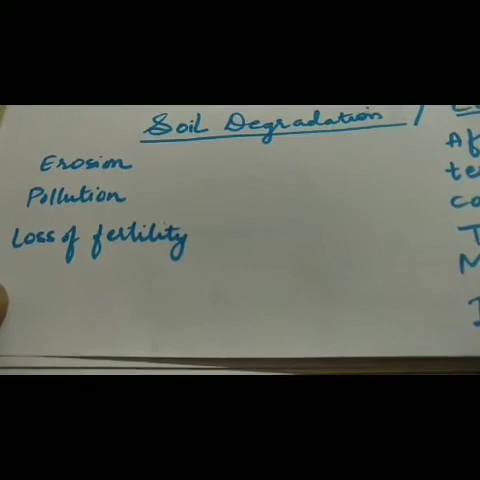 Soil Degradation /
Erosion
Pollution
Loss of fertility